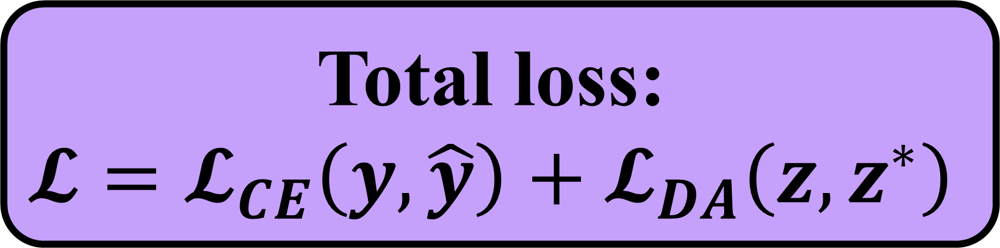 Total loss:
ℒ = ℒ_CE(y, ŷ) + ℒ_DA(z, z*)